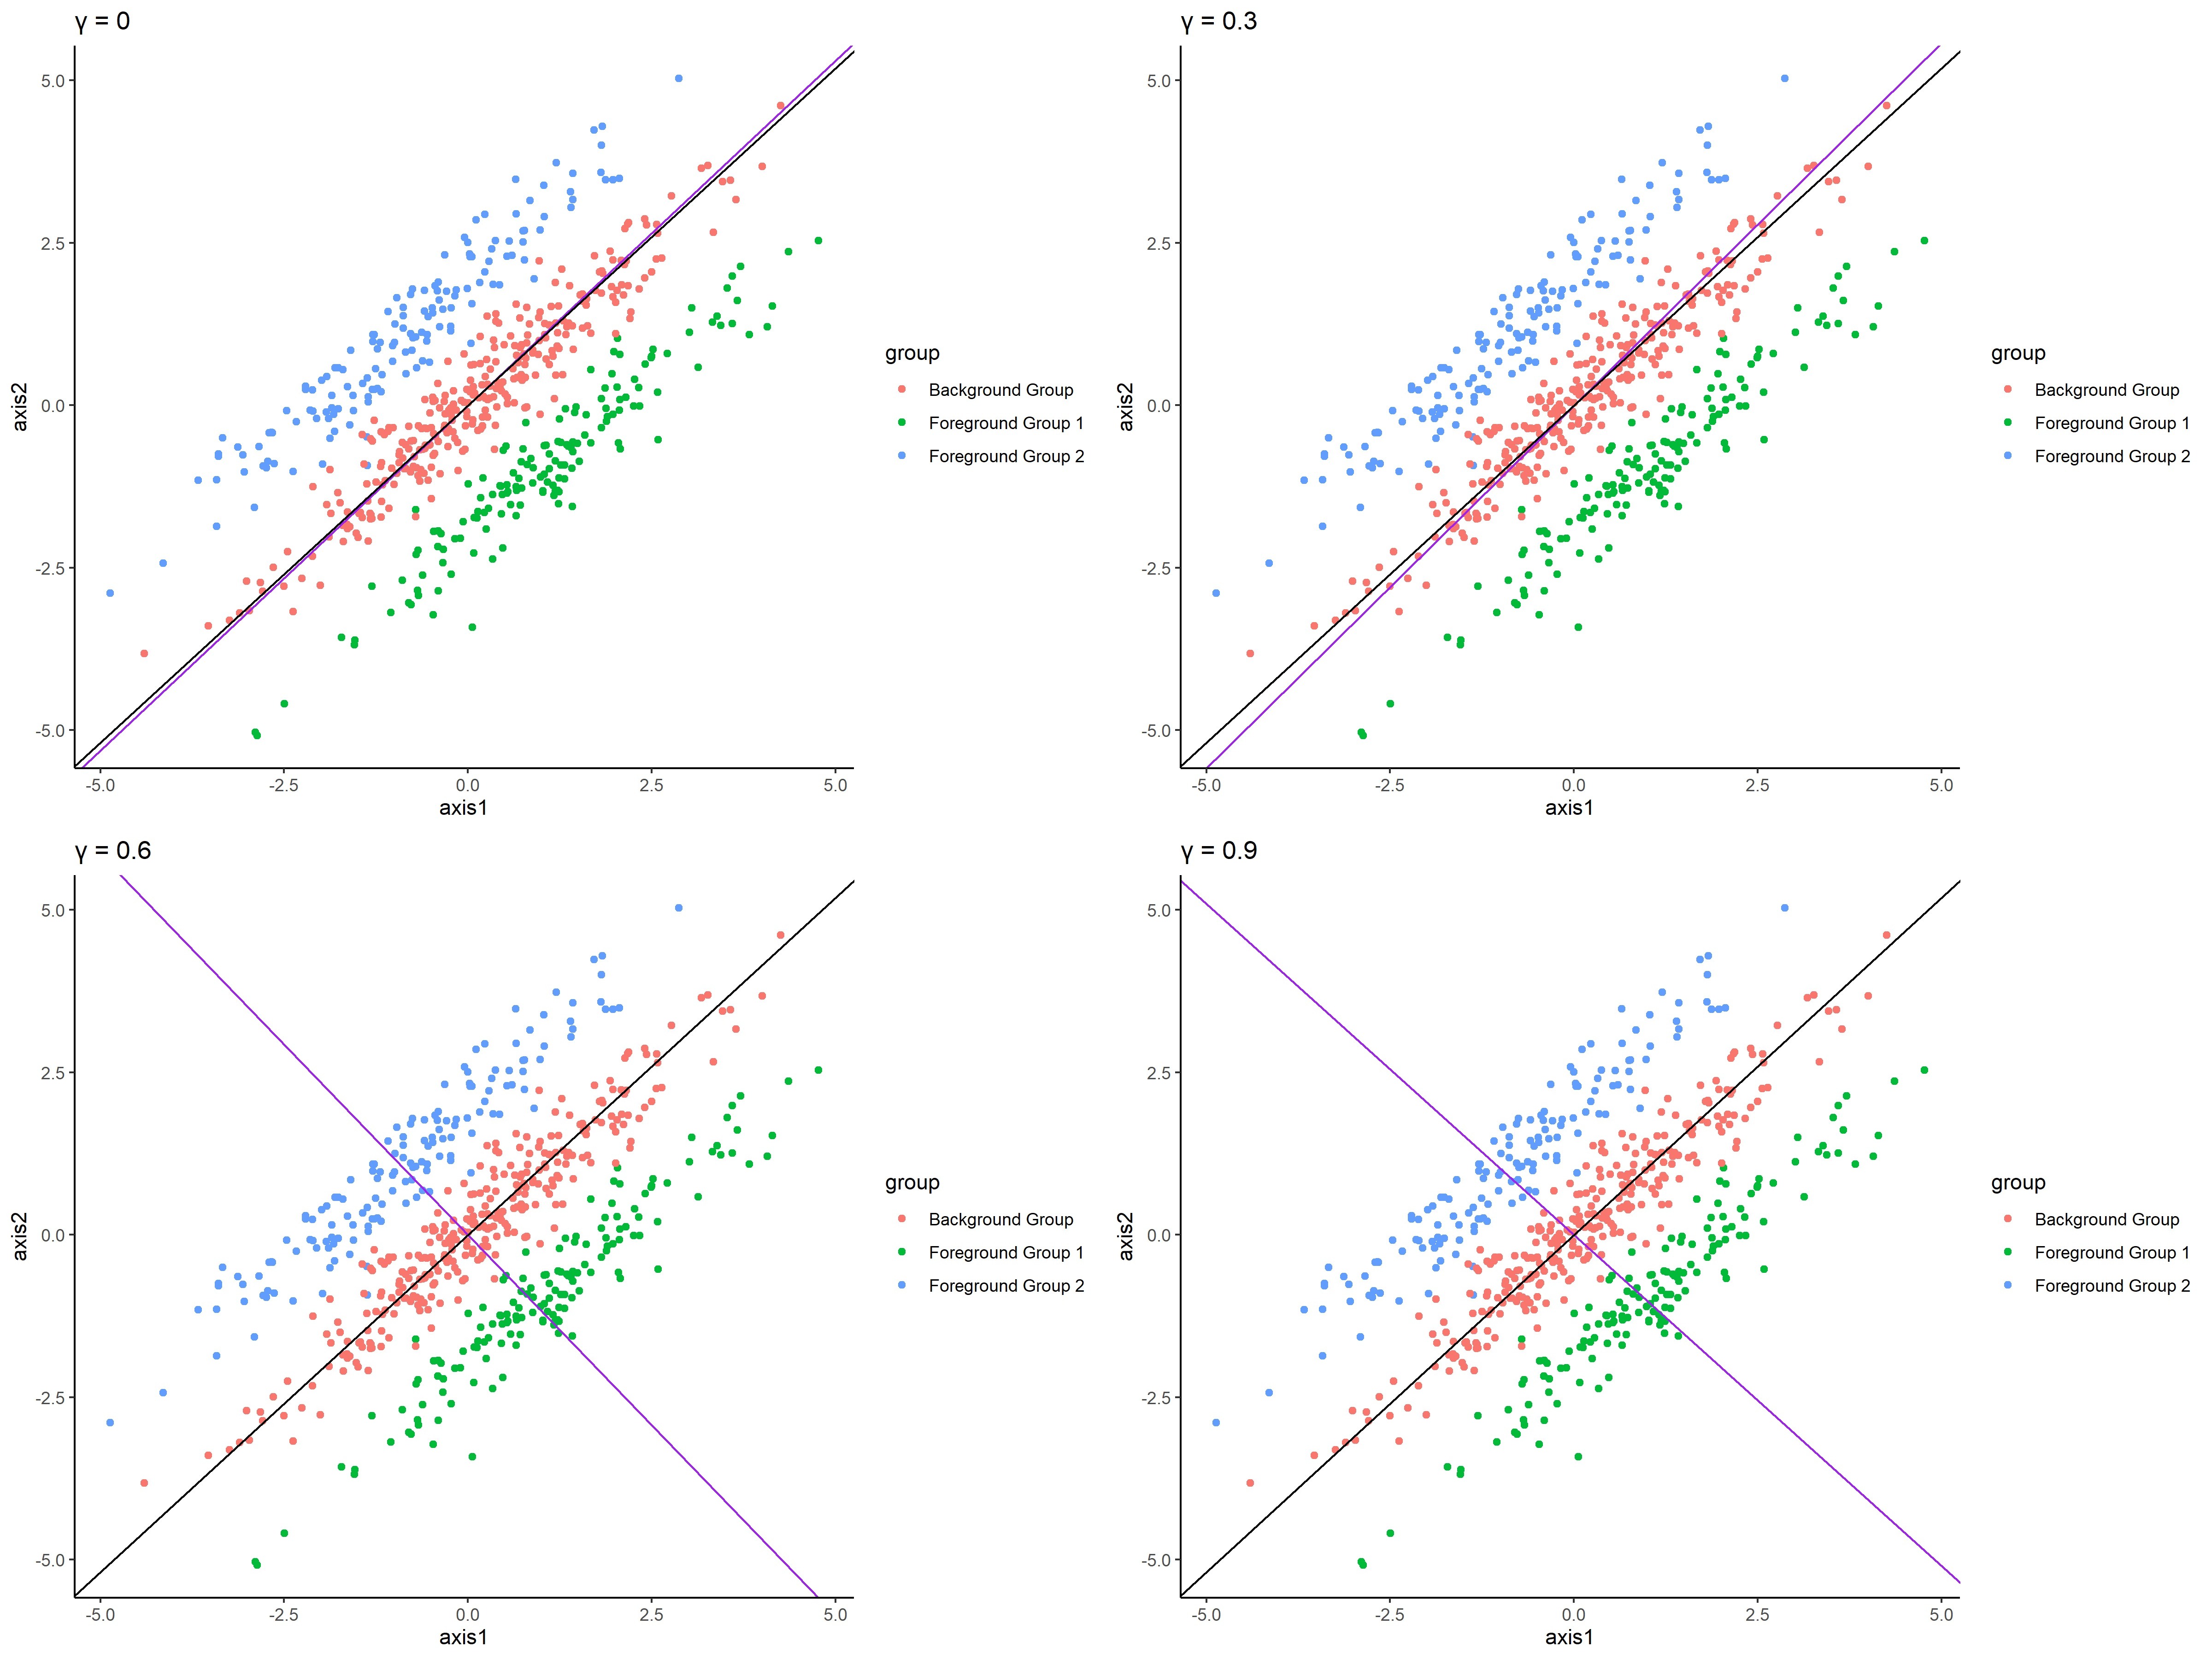 γ = 0
5.0
2.5
0.0
-2.5
-5.0
axis2
-5.0 -2.5 0.0 2.5 5.0
axis1
group
Background Group
Foreground Group 1
Foreground Group 2
γ = 0.3
5.0
2.5
0.0
-2.5
-5.0
axis2
-5.0 -2.5 0.0 2.5 5.0
axis1
group
Background Group
Foreground Group 1
Foreground Group 2
γ = 0.6
5.0
2.5
0.0
-2.5
-5.0
axis2
-5.0 -2.5 0.0 2.5 5.0
axis1
group
Background Group
Foreground Group 1
Foreground Group 2
γ = 0.9
5.0
2.5
0.0
-2.5
-5.0
axis2
-5.0 -2.5 0.0 2.5 5.0
axis1
group
Background Group
Foreground Group 1
Foreground Group 2